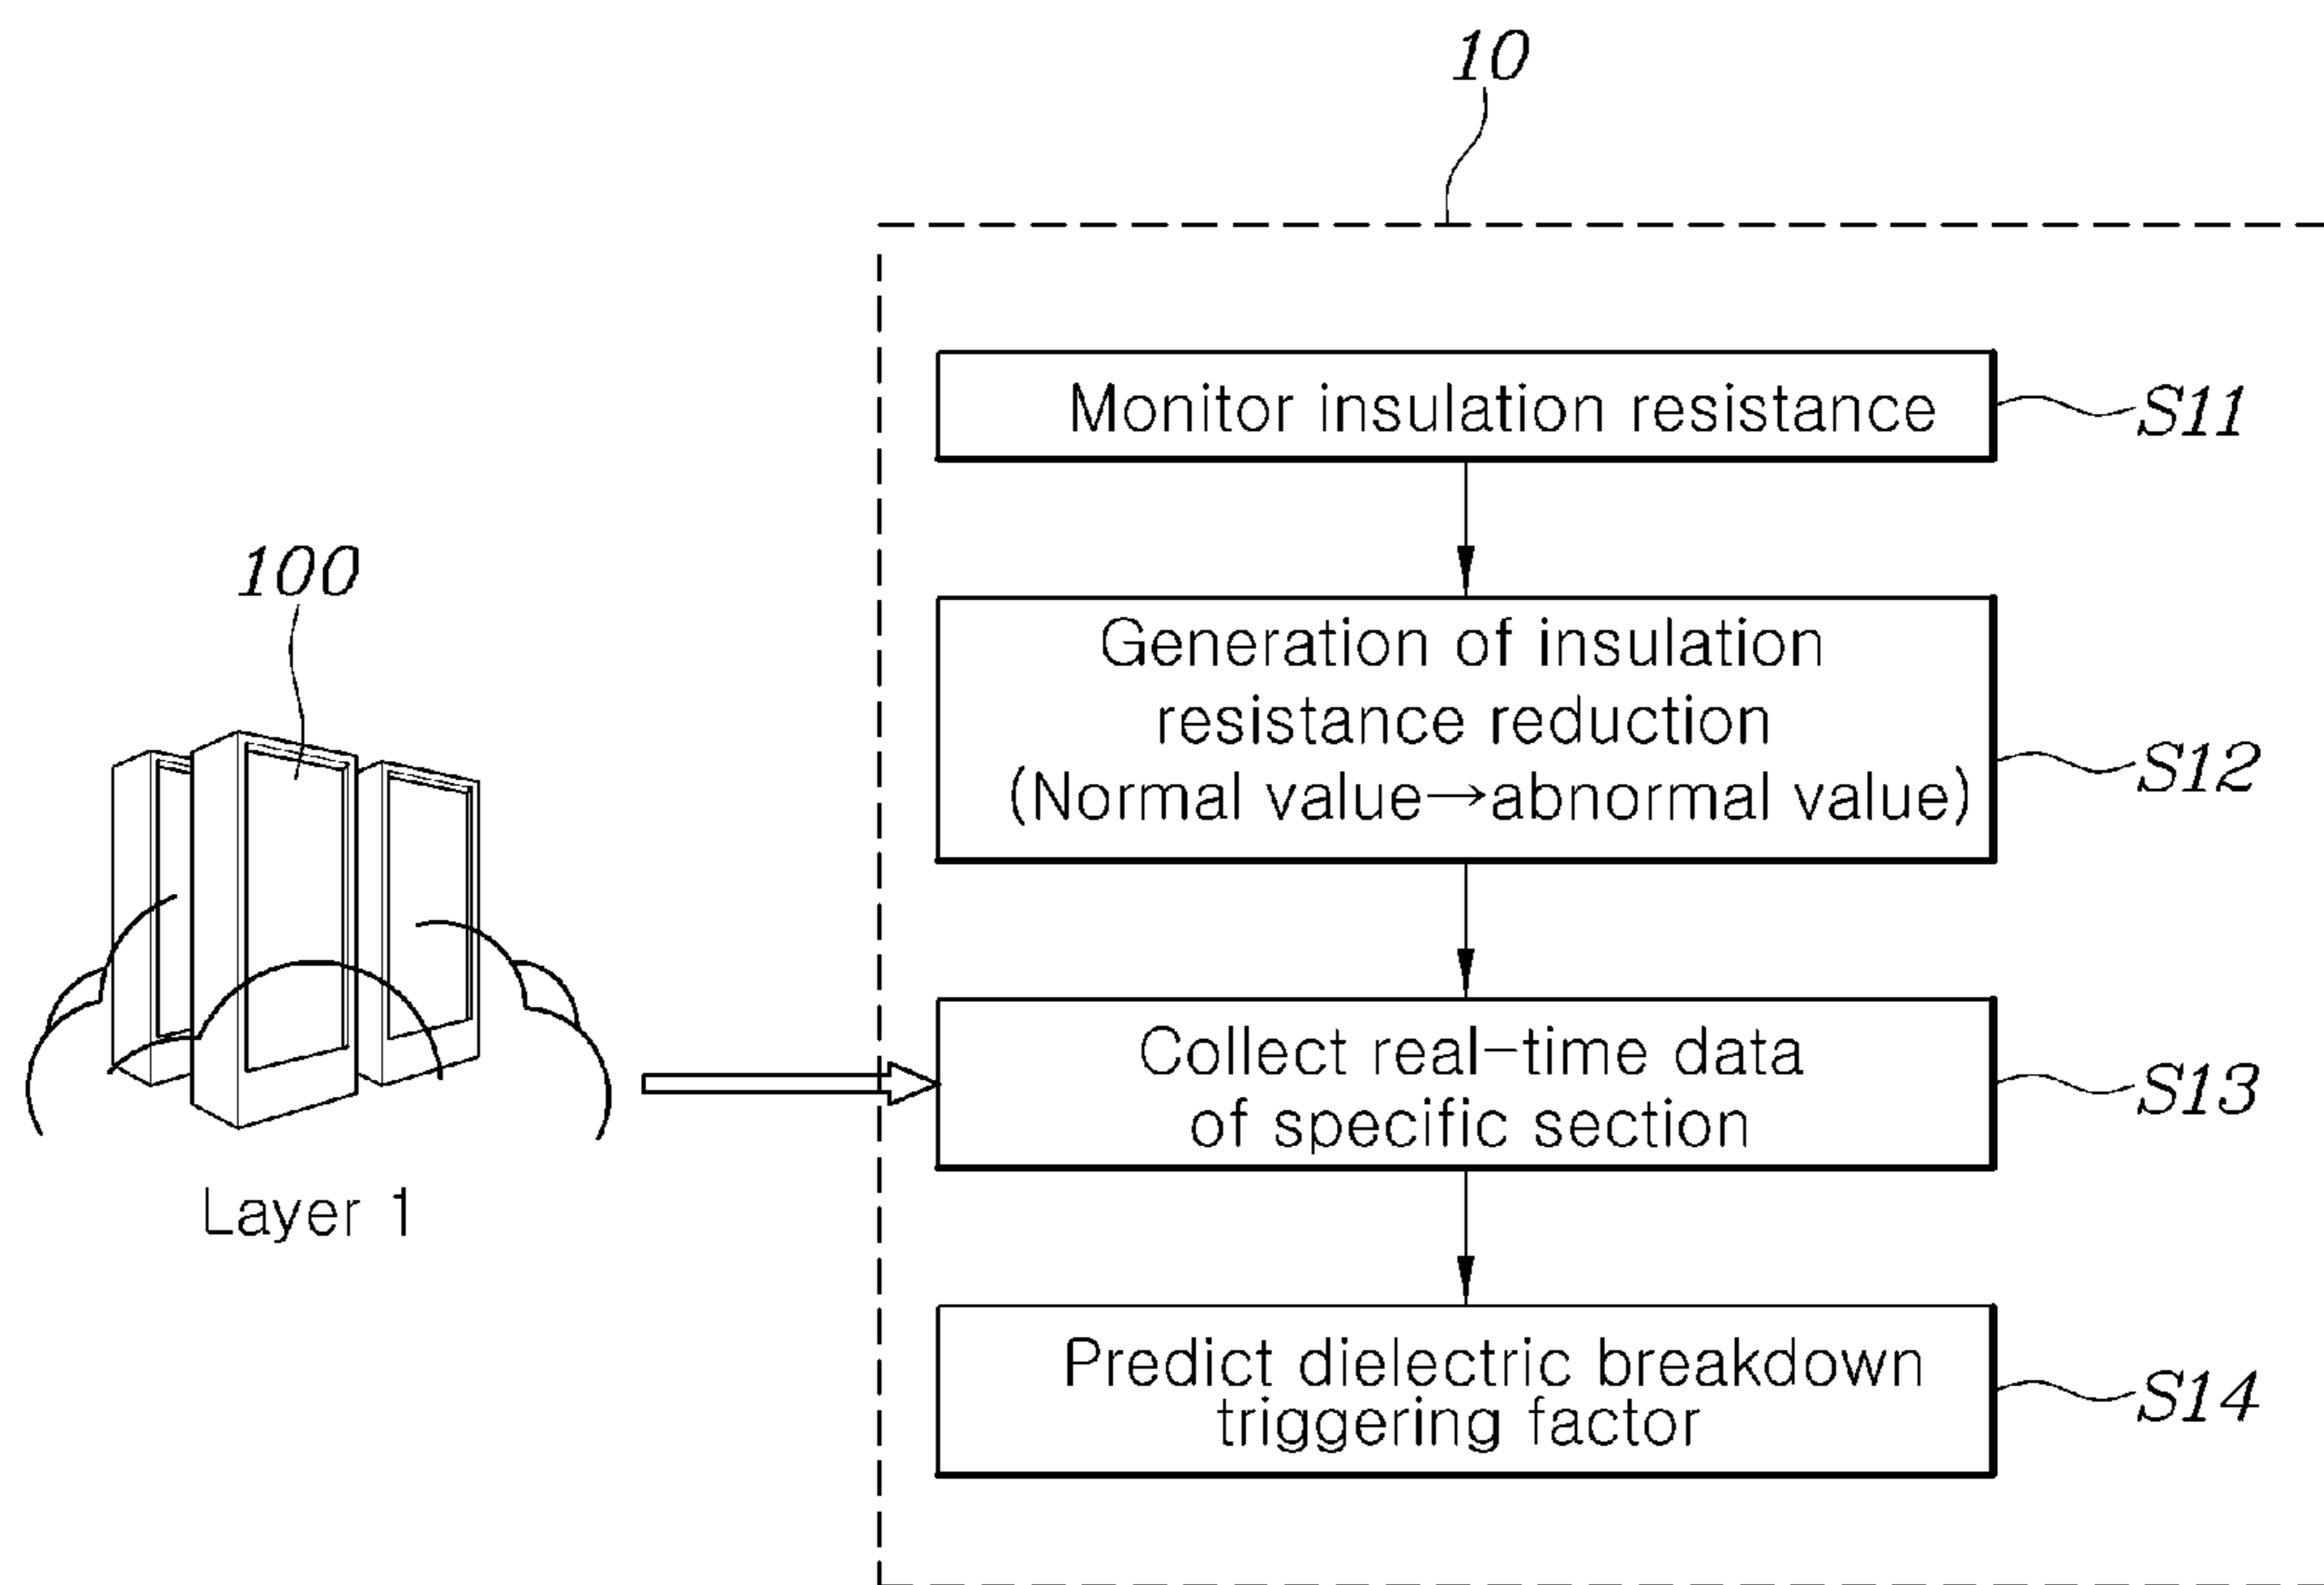 10
Monitor insulation resistance
S11
100
Generation of insulation
resistance reduction
(Normal value→abnormal value)
S12
Collect real-time data
of specific section
S13
Layer 1
Predict dielectric breakdown
triggering factor
S14